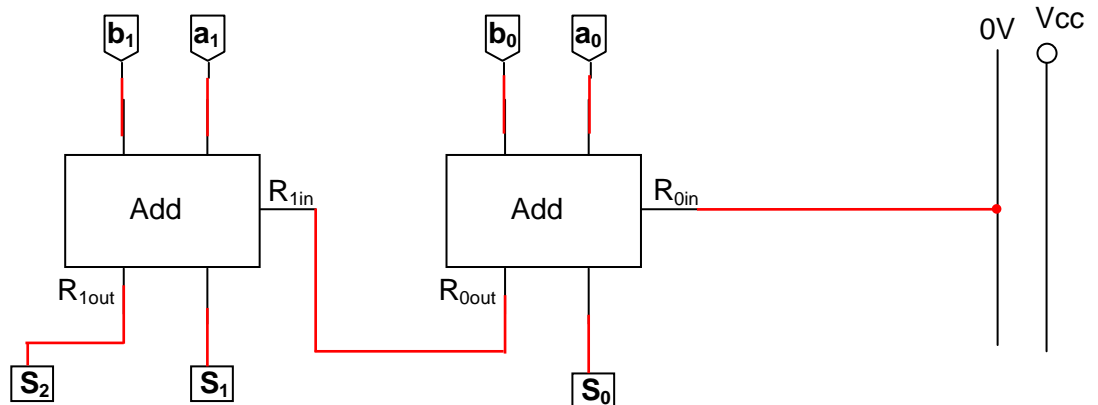 b₁ a₁ b₀ a₀ 0V Vcc
Add R₁ᵢₙ Add R₀ᵢₙ
R₁ₒᵤₜ R₀ₒᵤₜ
S₂ S₁ S₀